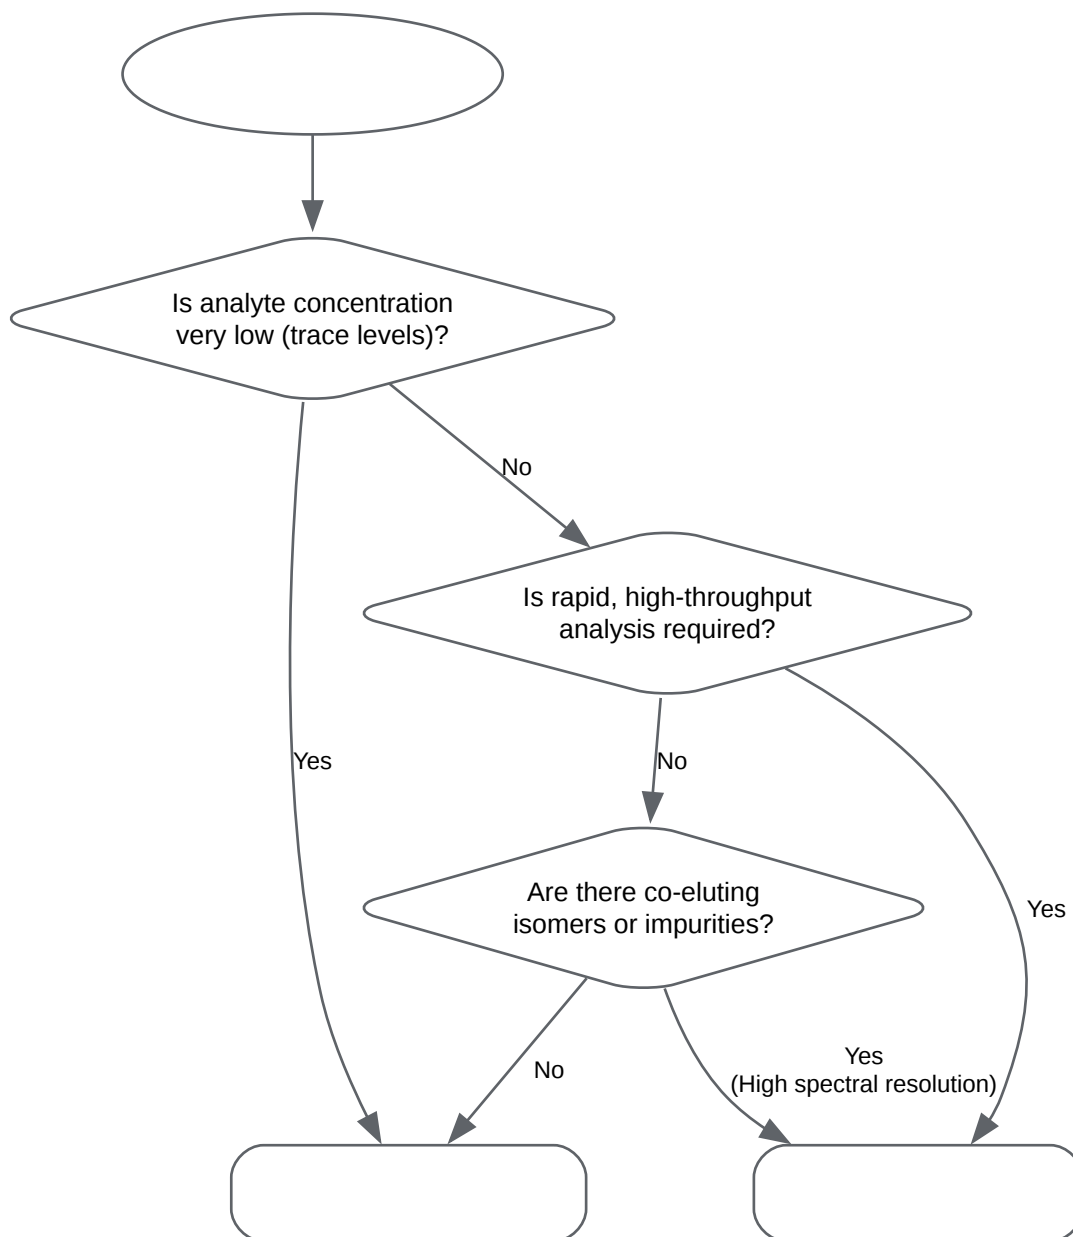 Is analyte concentration
very low (trace levels)?
No
Is rapid, high-throughput
analysis required?
Yes
No
Are there co-eluting
isomers or impurities?
Yes
Yes
(High spectral resolution)
No